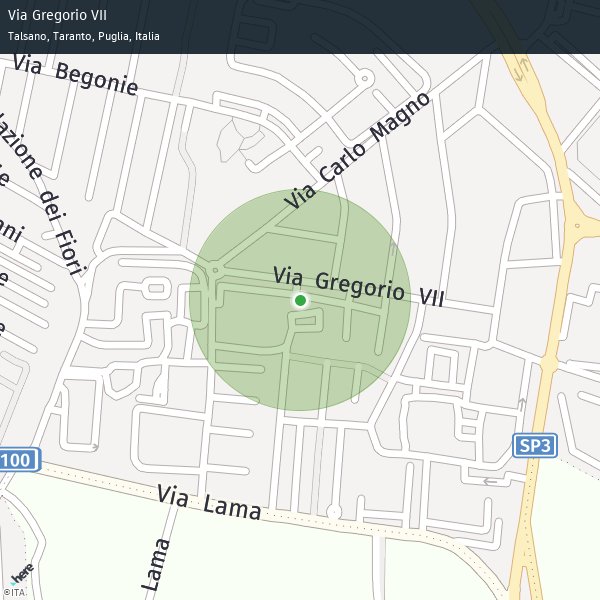 Via Gregorio VII
Talsano, Taranto, Puglia, Italia
Via Begonie
lazione dei Fiori
Via Carlo Magno
nni
Via Gregorio VII
SP3
100
Via Lama
Lama
here
©ITA